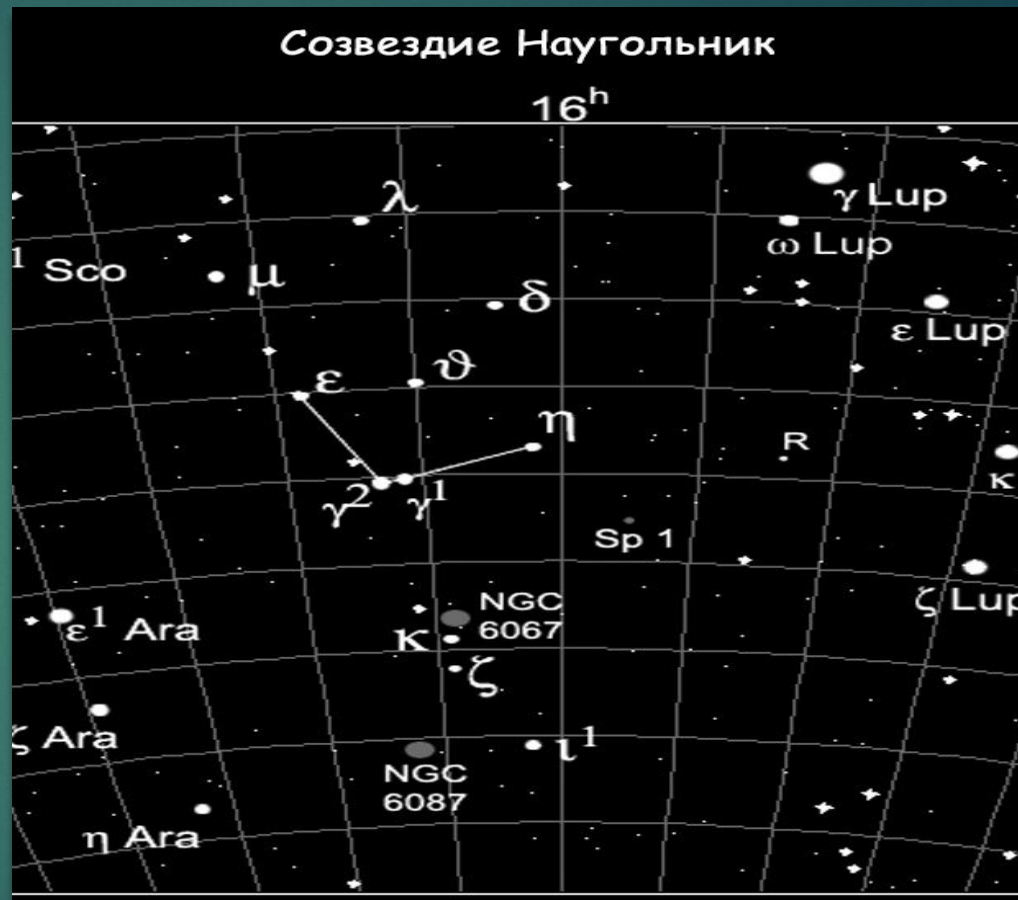 Созвездие Наугольник
16ʰ
λ
γ Lup
ω Lup
¹ Sco
μ
δ
ε Lup
ε
ϑ
η
R
κ
γ²
γ¹
Sp 1
ζ Lup
NGC
6067
ε¹ Ara
κ
ζ
ζ Ara
ι¹
NGC
6087
η Ara